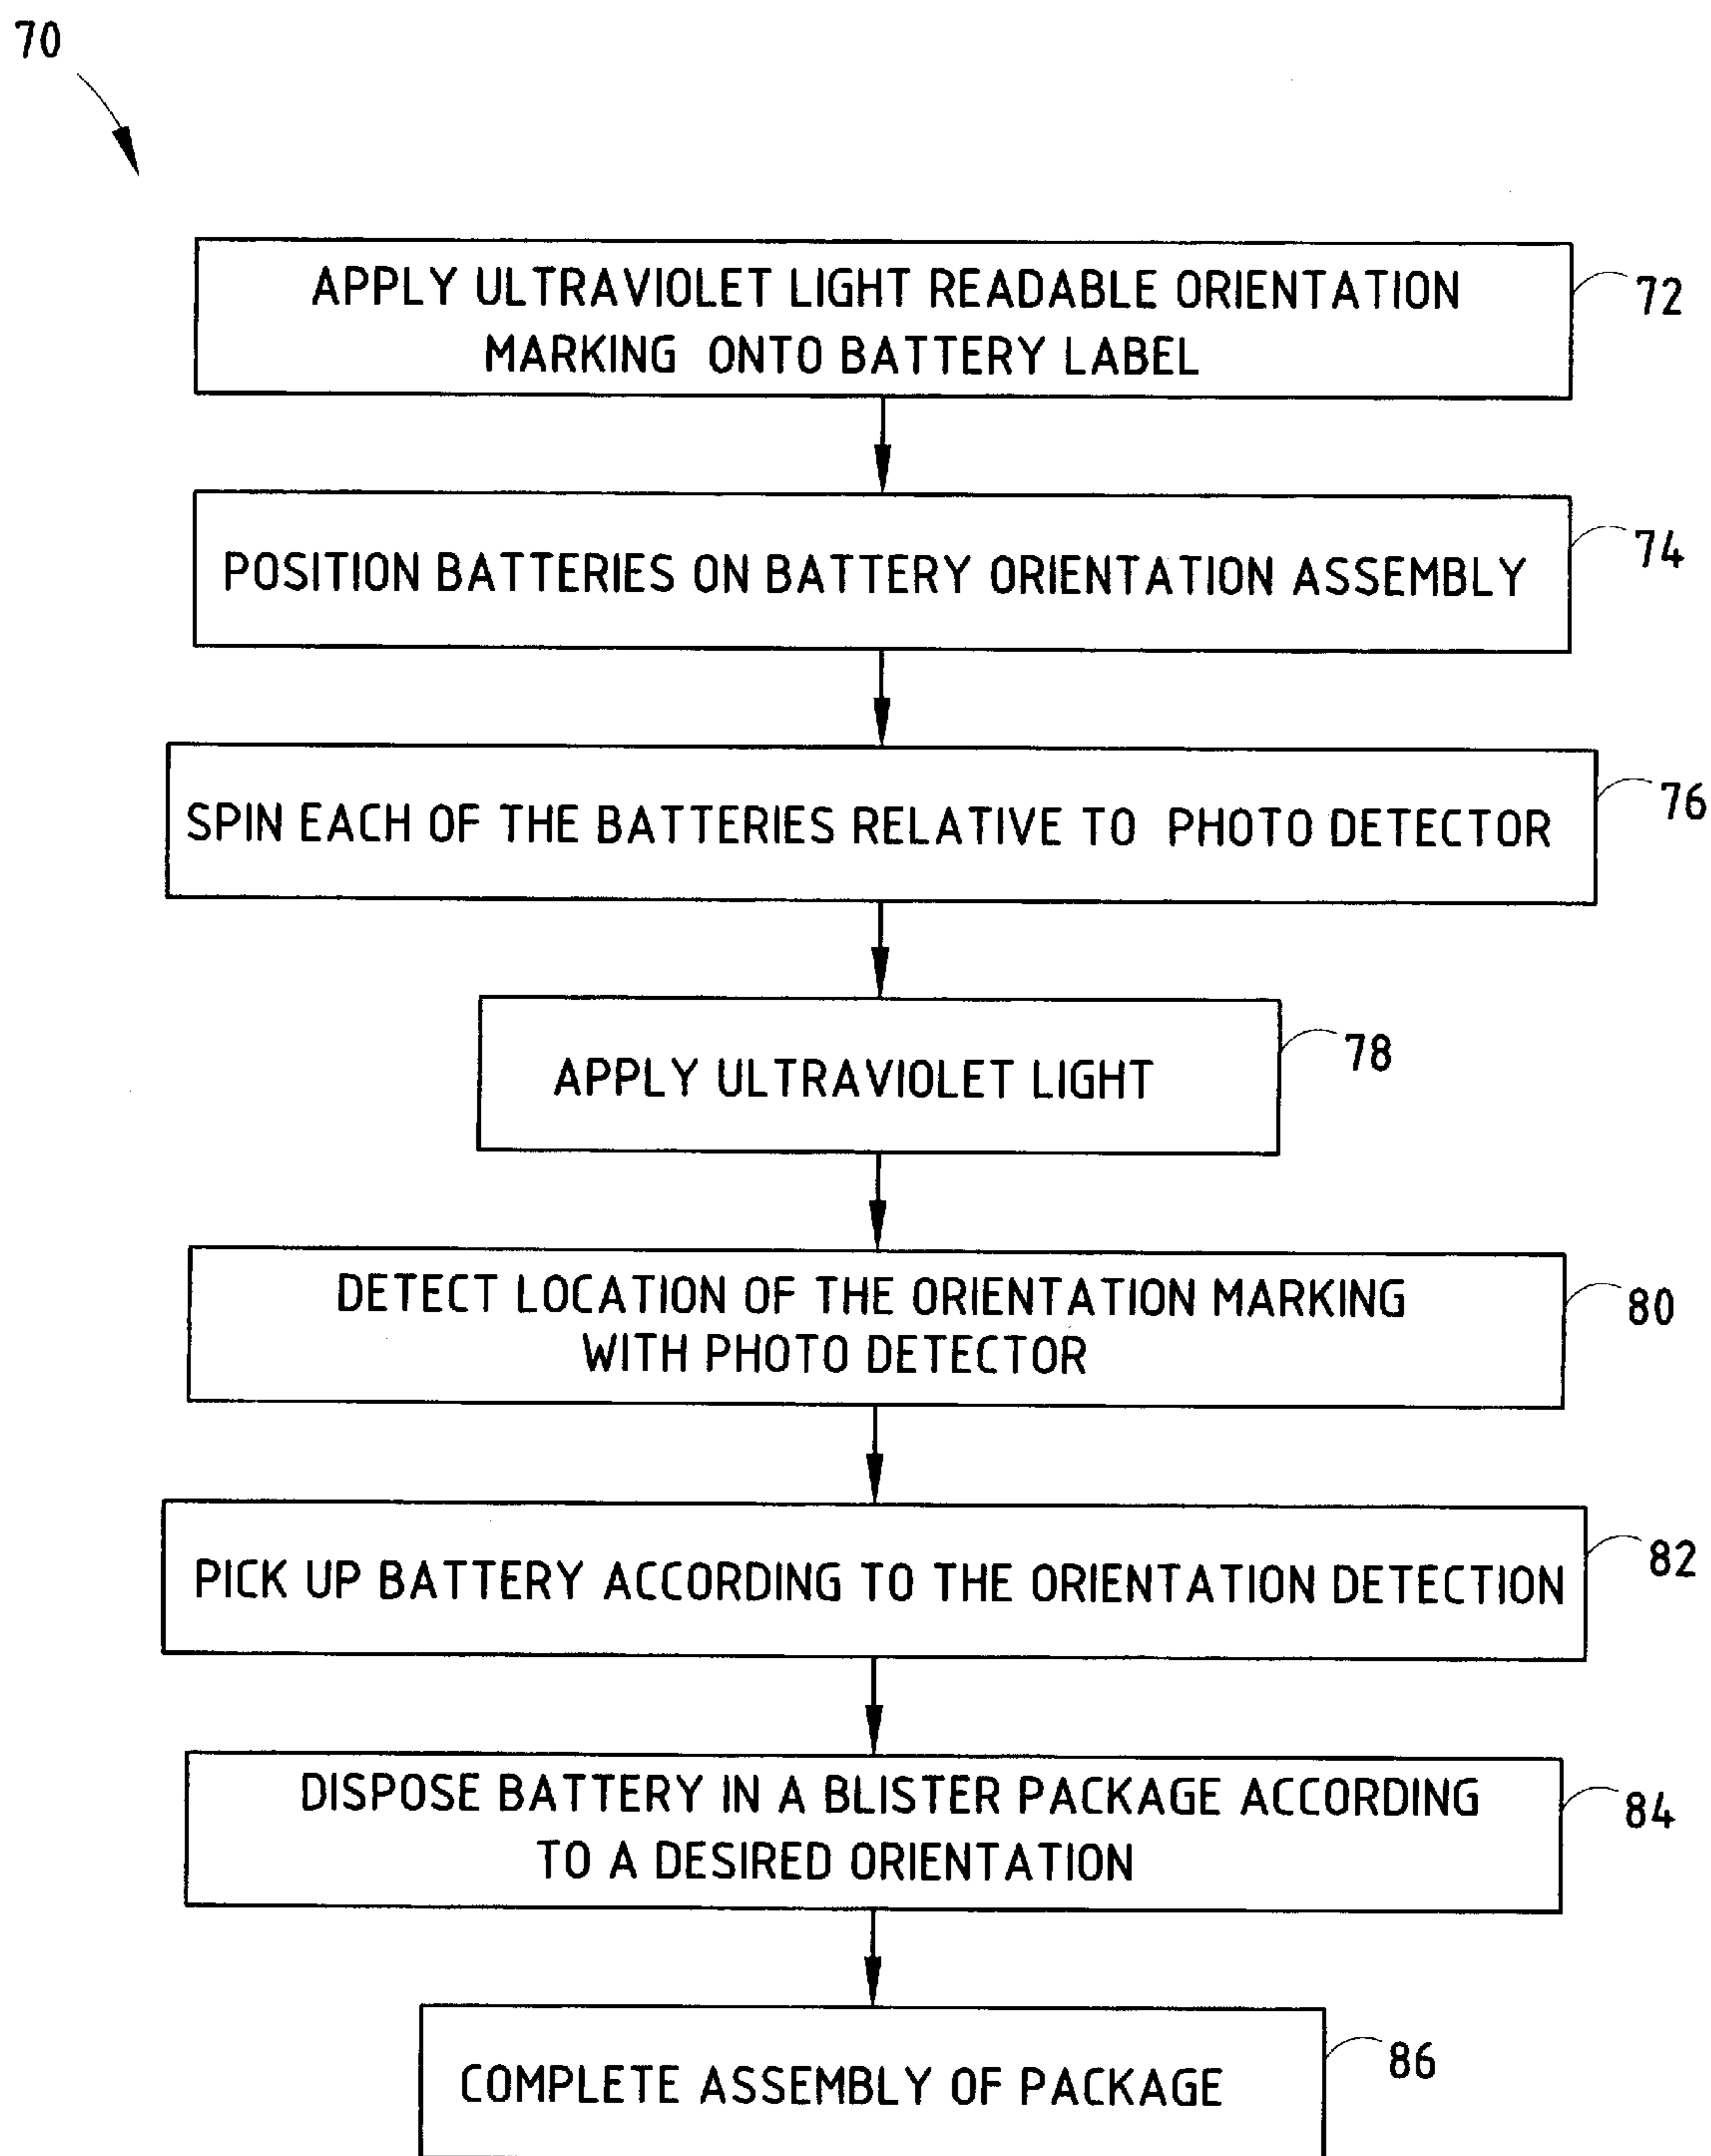 70
APPLY ULTRAVIOLET LIGHT READABLE ORIENTATION
MARKING ONTO BATTERY LABEL
72
POSITION BATTERIES ON BATTERY ORIENTATION ASSEMBLY
74
SPIN EACH OF THE BATTERIES RELATIVE TO PHOTO DETECTOR
76
APPLY ULTRAVIOLET LIGHT
78
DETECT LOCATION OF THE ORIENTATION MARKING
WITH PHOTO DETECTOR
80
PICK UP BATTERY ACCORDING TO THE ORIENTATION DETECTION
82
DISPOSE BATTERY IN A BLISTER PACKAGE ACCORDING
TO A DESIRED ORIENTATION
84
COMPLETE ASSEMBLY OF PACKAGE
86